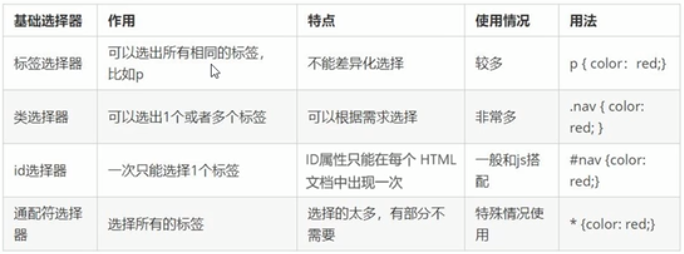 基础选择器 作用 特点 使用情况 用法
标签选择器 可以选出所有相同的标签，比如p 不能差异化选择 较多 p { color：red;}
类选择器 可以选出1个或者多个标签 可以根据需求选择 非常多 .nav { color: red; }
id选择器 一次只能选择1个标签 ID属性只能在每个 HTML 文档中出现一次 一般和js搭配 #nav {color: red;}
通配符选择器 选择所有的标签 选择的太多，有部分不需要 特殊情况使用 * {color: red;}